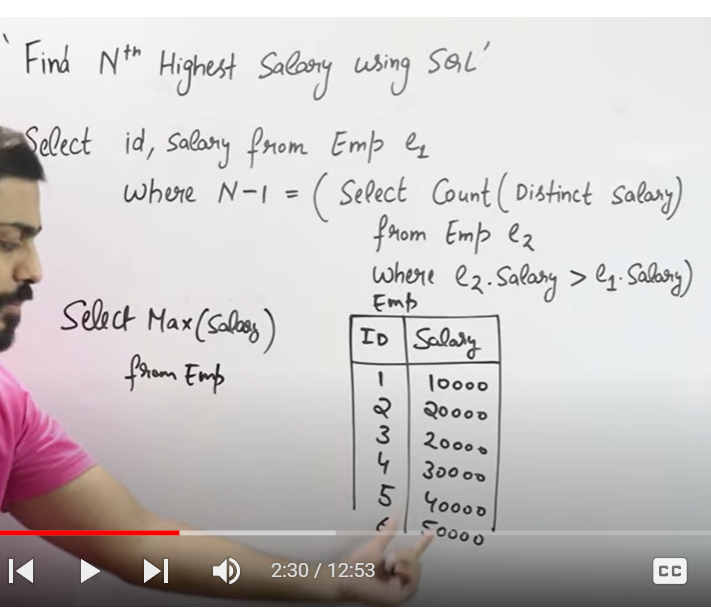 'Find Nth Highest Salary using SQL'
Select id, Salary from Emp e1
where N-1 = ( Select Count( Distinct Salary)
from Emp e2
where e2.Salary > e1.Salary)
Select Max(Salary)
from Emp
Emp
ID Salary
1 10000
2 20000
3 20000
4 30000
5 40000
6 50000
2:30 / 12:53
CC